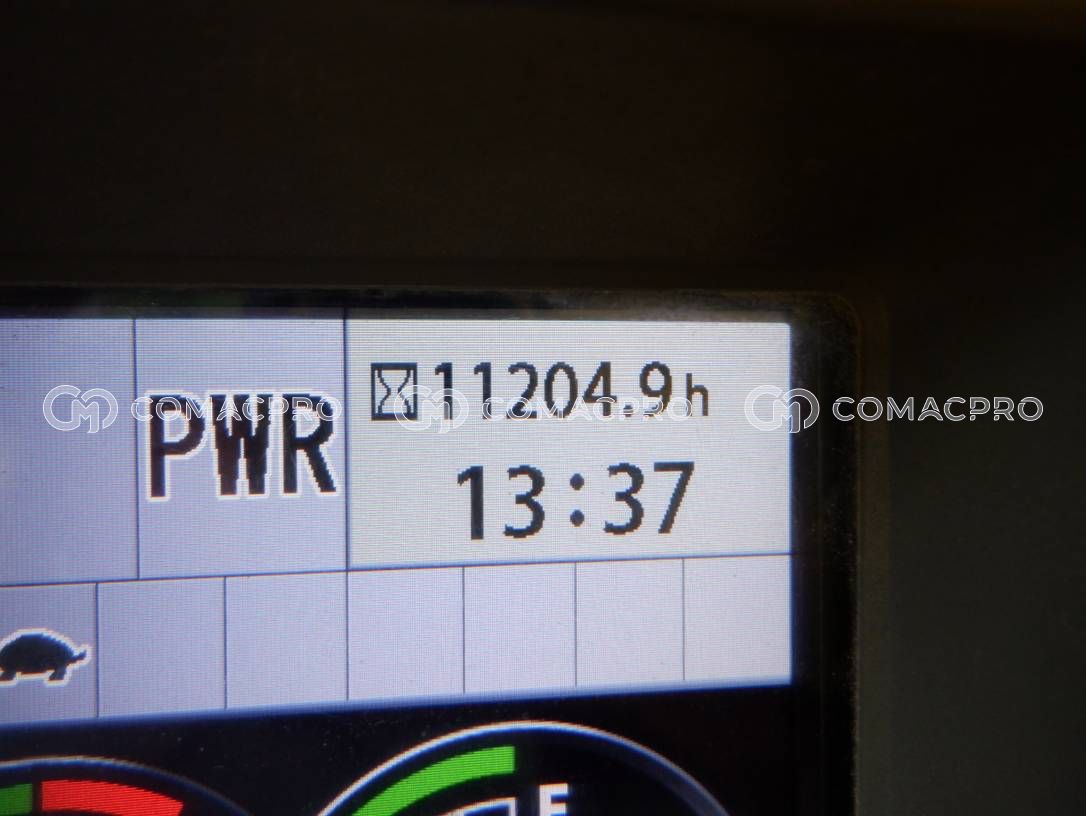 11204.9h
PWR
13:37
COMACPRO COMACPRO COMACPRO
F